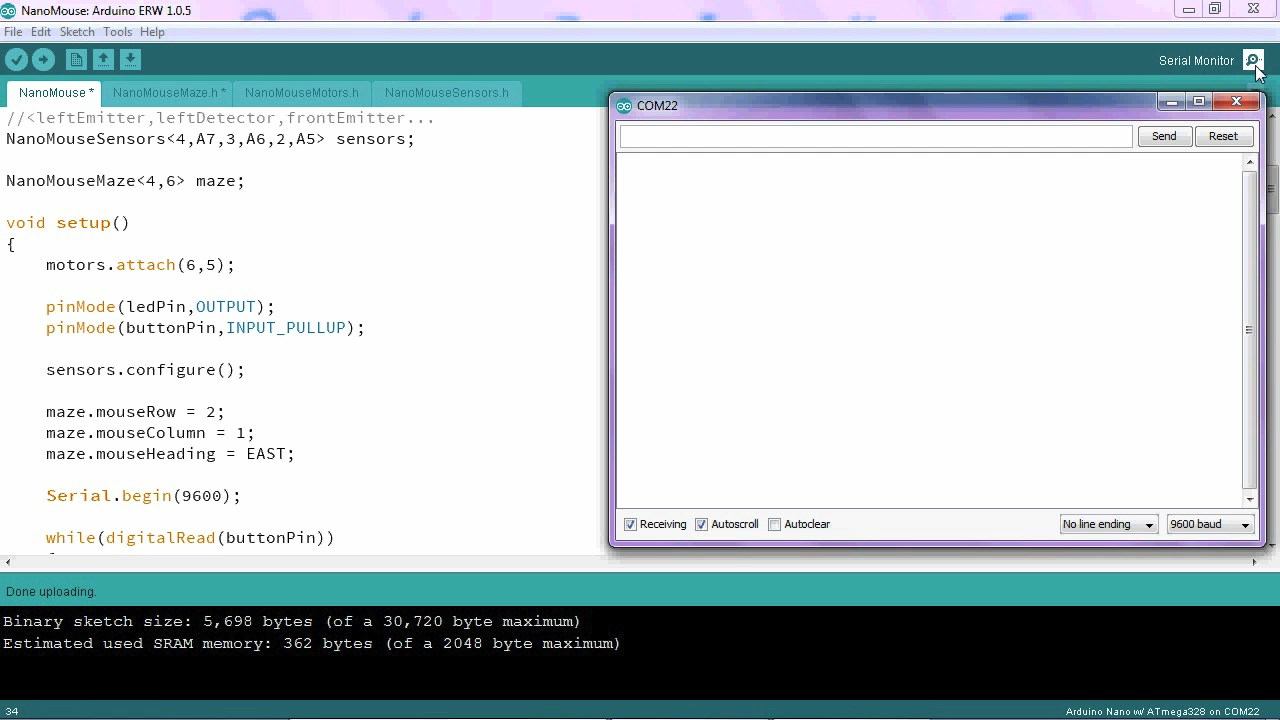 NanoMouse: Arduino ERW 1.0.5
File Edit Sketch Tools Help
Serial Monitor
NanoMouse * NanoMouseMaze.h * NanoMouseMotors.h NanoMouseSensors.h
//<leftEmitter,leftDetector,frontEmitter...
NanoMouseSensors<4,A7,3,A6,2,A5> sensors;
NanoMouseMaze<4,6> maze;
void setup()
{
motors.attach(6,5);
pinMode(ledPin,OUTPUT);
pinMode(buttonPin,INPUT_PULLUP);
sensors.configure();
maze.mouseRow = 2;
maze.mouseColumn = 1;
maze.mouseHeading = EAST;
Serial.begin(9600);
while(digitalRead(buttonPin))
COM22
Send Reset
Receiving Autoscroll Autoclear No line ending 9600 baud
Done uploading.
Binary sketch size: 5,698 bytes (of a 30,720 byte maximum)
Estimated used SRAM memory: 362 bytes (of a 2048 byte maximum)
34 Arduino Nano w/ ATmega328 on COM22